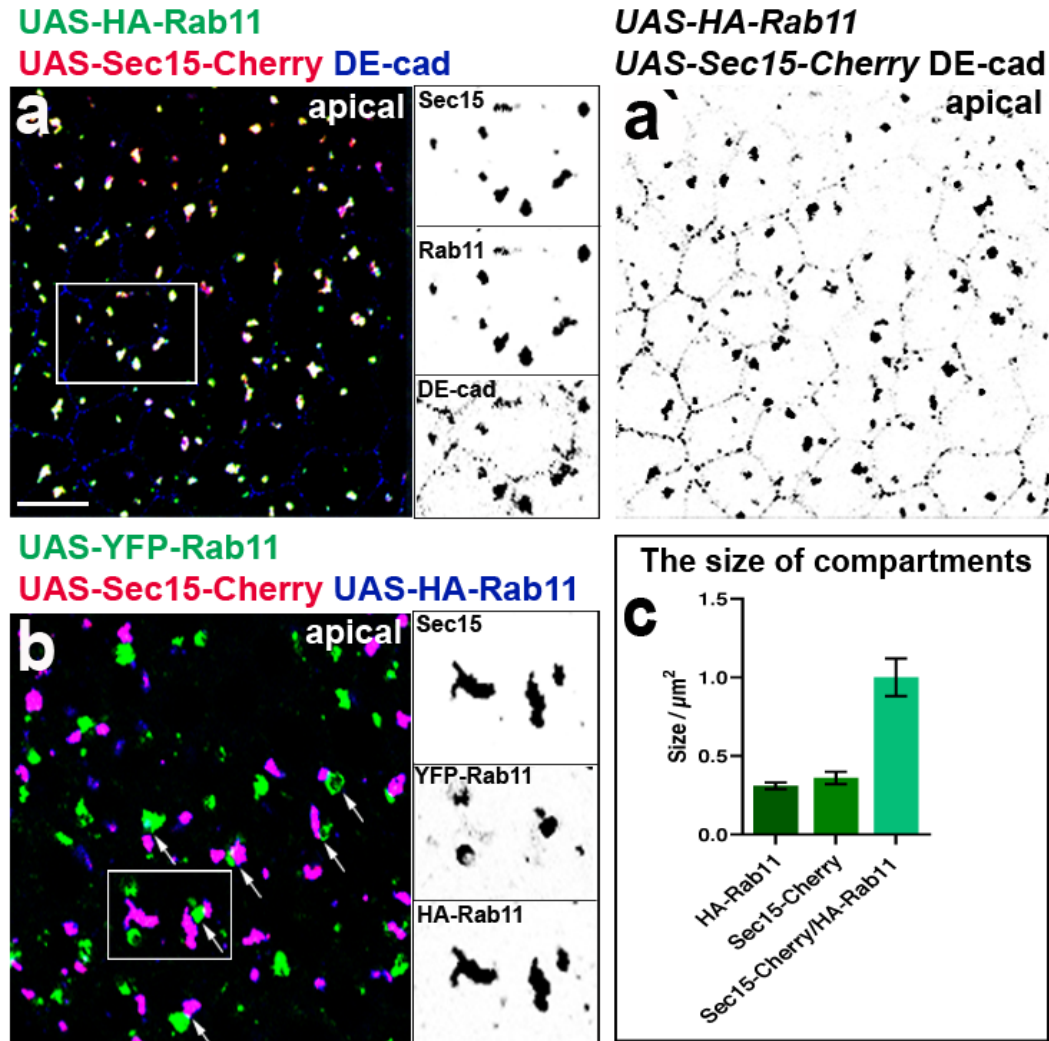 UAS-HA-Rab11
UAS-Sec15-Cherry DE-cad
a
apical
Sec15
Rab11
DE-cad
UAS-HA-Rab11
UAS-Sec15-Cherry DE-cad
a`
apical
UAS-YFP-Rab11
UAS-Sec15-Cherry UAS-HA-Rab11
b
apical
Sec15
YFP-Rab11
HA-Rab11
The size of compartments
c
Size / µm²
1.5
1.0
0.5
0.0
HA-Rab11
Sec15-Cherry
Sec15-Cherry/HA-Rab11